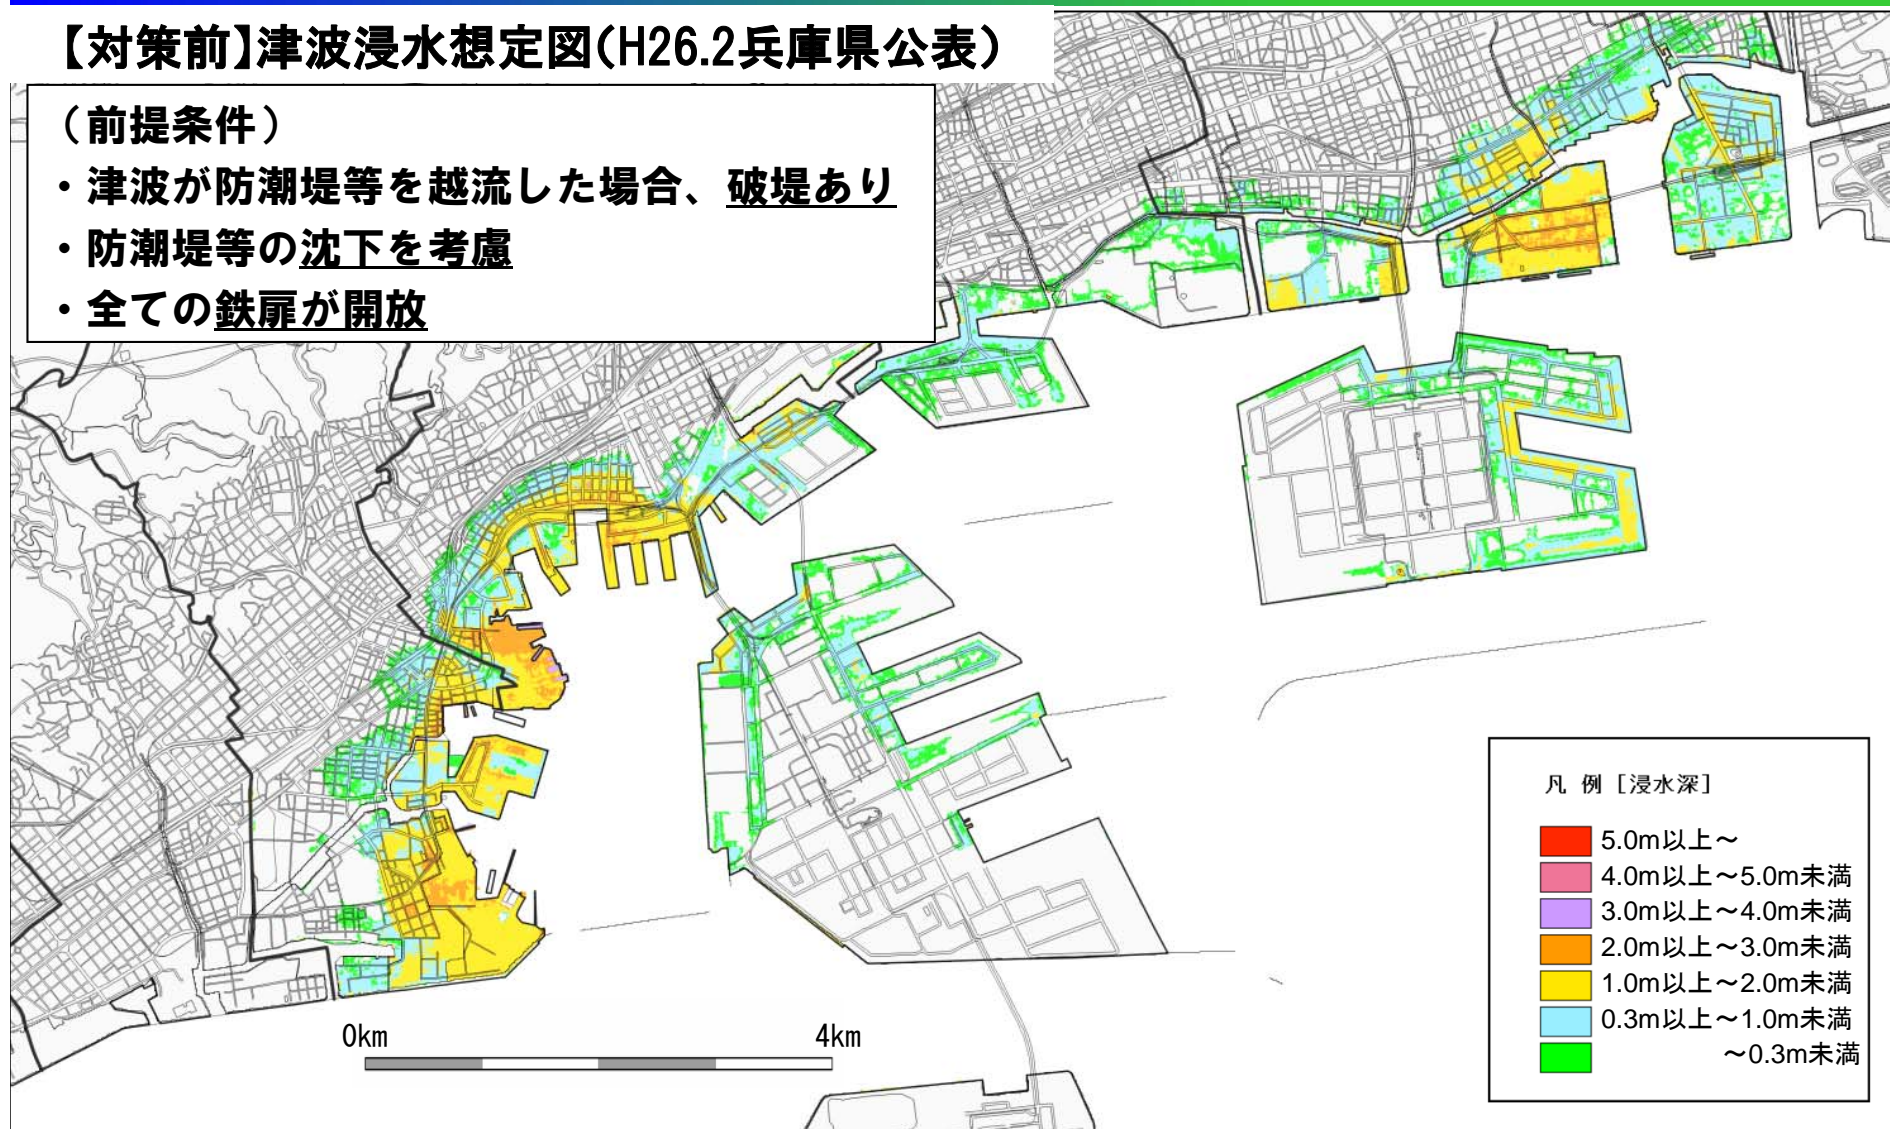 【対策前】津波浸水想定図(H26.2兵庫県公表)
(前提条件)
・津波が防潮堤等を越流した場合、破堤あり
・防潮堤等の沈下を考慮
・全ての鉄扉が開放
0km 4km
凡 例 [浸水深]
5.0m以上~
4.0m以上~5.0m未満
3.0m以上~4.0m未満
2.0m以上~3.0m未満
1.0m以上~2.0m未満
0.3m以上~1.0m未満
~0.3m未満